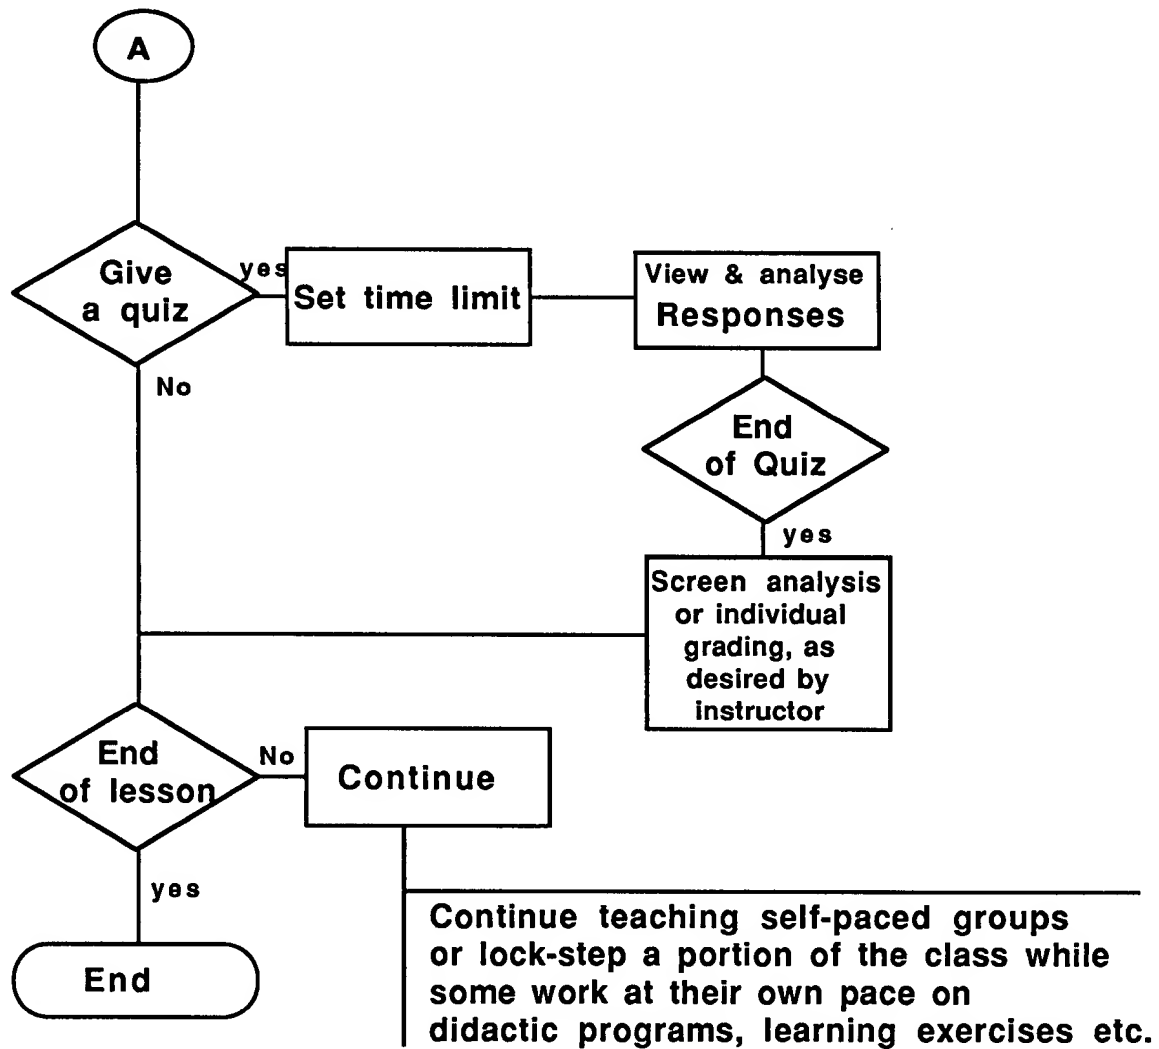 A
Give
a quiz
yes
Set time limit
View & analyse
Responses
No
End
of Quiz
yes
Screen analysis
or individual
grading, as
desired by
instructor
End
of lesson
No
Continue
yes
End
Continue teaching self-paced groups
or lock-step a portion of the class while
some work at their own pace on
didactic programs, learning exercises etc.